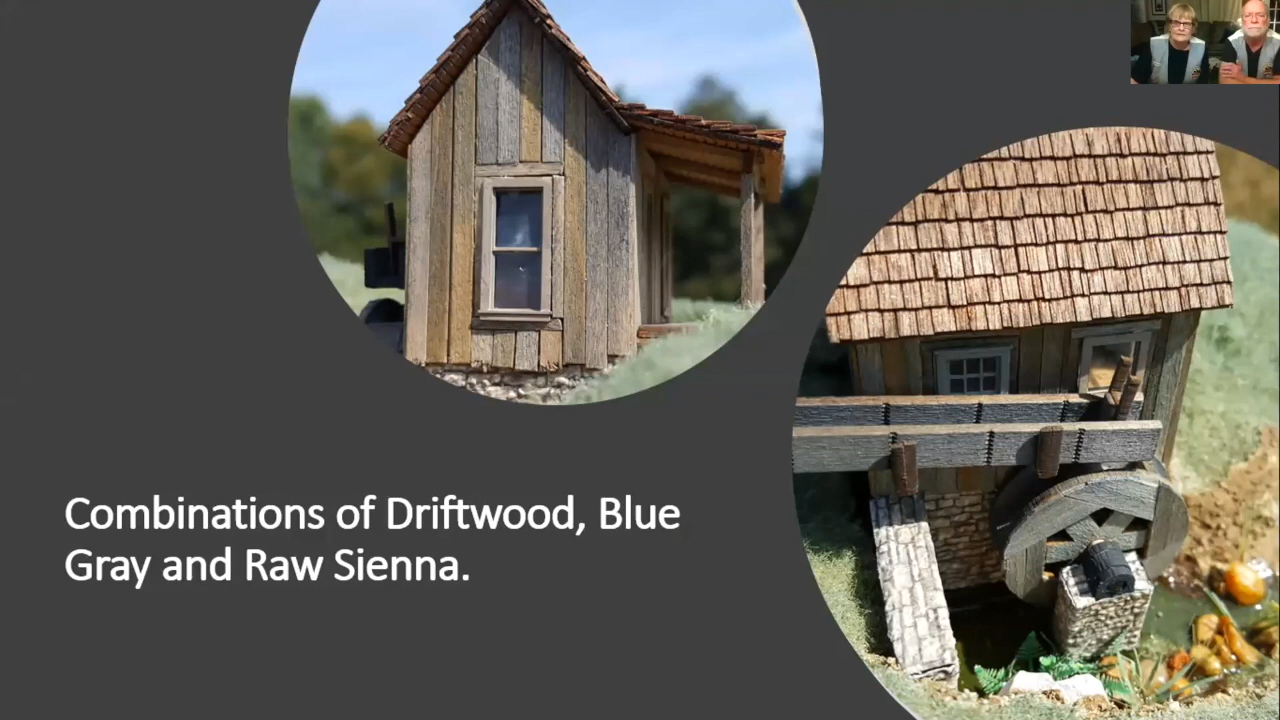 Combinations of Driftwood, Blue
Gray and Raw Sienna.